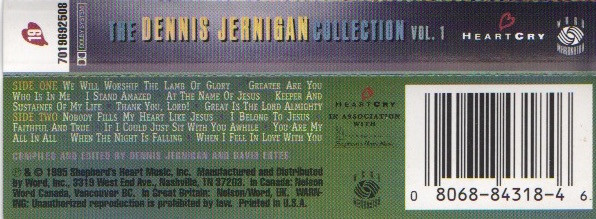 19
7019692508
DOLBY SYSTEM
THE DENNIS JERNIGAN COLLECTION VOL. 1
HEARTCRY
WORD
SIDE ONE WE WILL WORSHIP THE LAMB OF GLORY GREATER ARE YOU
WHO IS IN ME I STAND AMAZED AT THE NAME OF JESUS KEEPER AND
SUSTAINER OF MY LIFE THANK YOU, LORD! GREAT IS THE LORD ALMIGHTY
SIDE TWO NOBODY FILLS MY HEART LIKE JESUS I BELONG TO JESUS
FAITHFUL AND TRUE IF I COULD JUST SIT WITH YOU AWHILE YOU ARE MY
ALL IN ALL WHEN THE NIGHT IS FALLING WHEN I FELL IN LOVE WITH YOU
COMPILED AND EDITED BY DENNIS JERNIGAN AND DAVID
℗ & © 1995 Shepherd's Heart Music, Inc. Manufactured and Distributed
by Word, Inc., 3319 West End Ave., Nashville, TN 37203. In Canada: Nelson
Word Canada, Vancouver BC. In Great Britain: Nelson/Word, UK. WARN-
ING: Unauthorized reproduction is prohibited by law. Printed in U.S.A.
HEARTCRY
IN ASSOCIATION
WITH
0 8068-84318-4 6